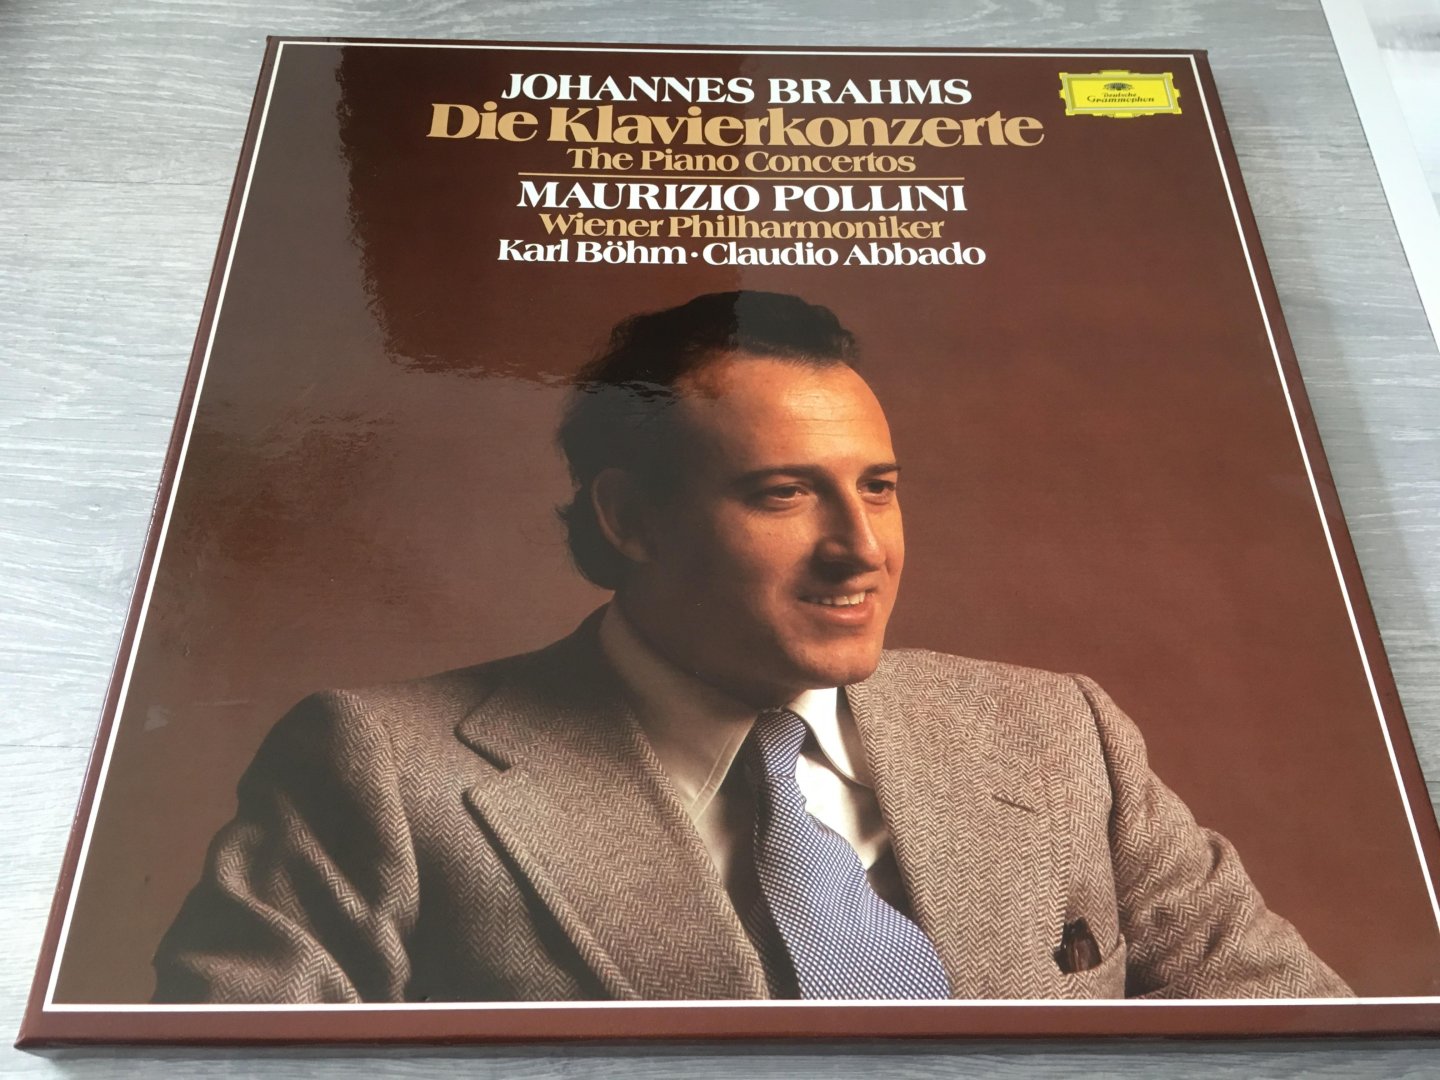 JOHANNES BRAHMS
Die Klavierkonzerte
The Piano Concertos
MAURIZIO POLLINI
Wiener Philharmoniker
Karl Böhm · Claudio Abbado
Deutsche
Grammophon